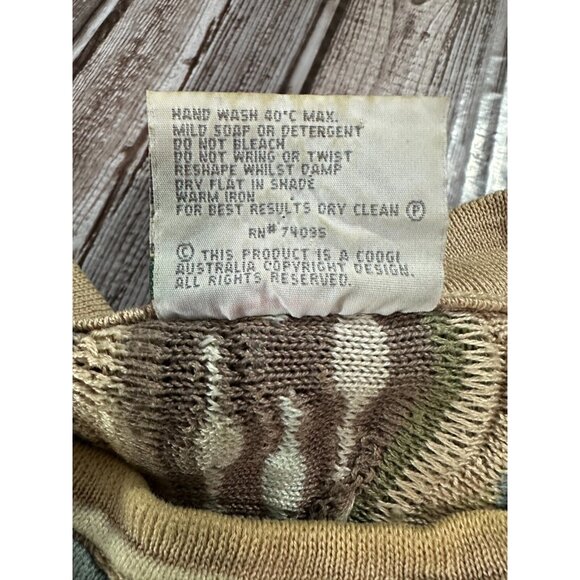 HAND WASH 40°C MAX.
MILD SOAP OR DETERGENT
DO NOT BLEACH
DO NOT WRING OR TWIST
RESHAPE WHILST DAMP
DRY FLAT IN SHADE
WARM IRON
FOR BEST RESULTS DRY CLEAN Ⓟ
RN# 74095
© THIS PRODUCT IS A COOGI
AUSTRALIA COPYRIGHT DESIGN.
ALL RIGHTS RESERVED.